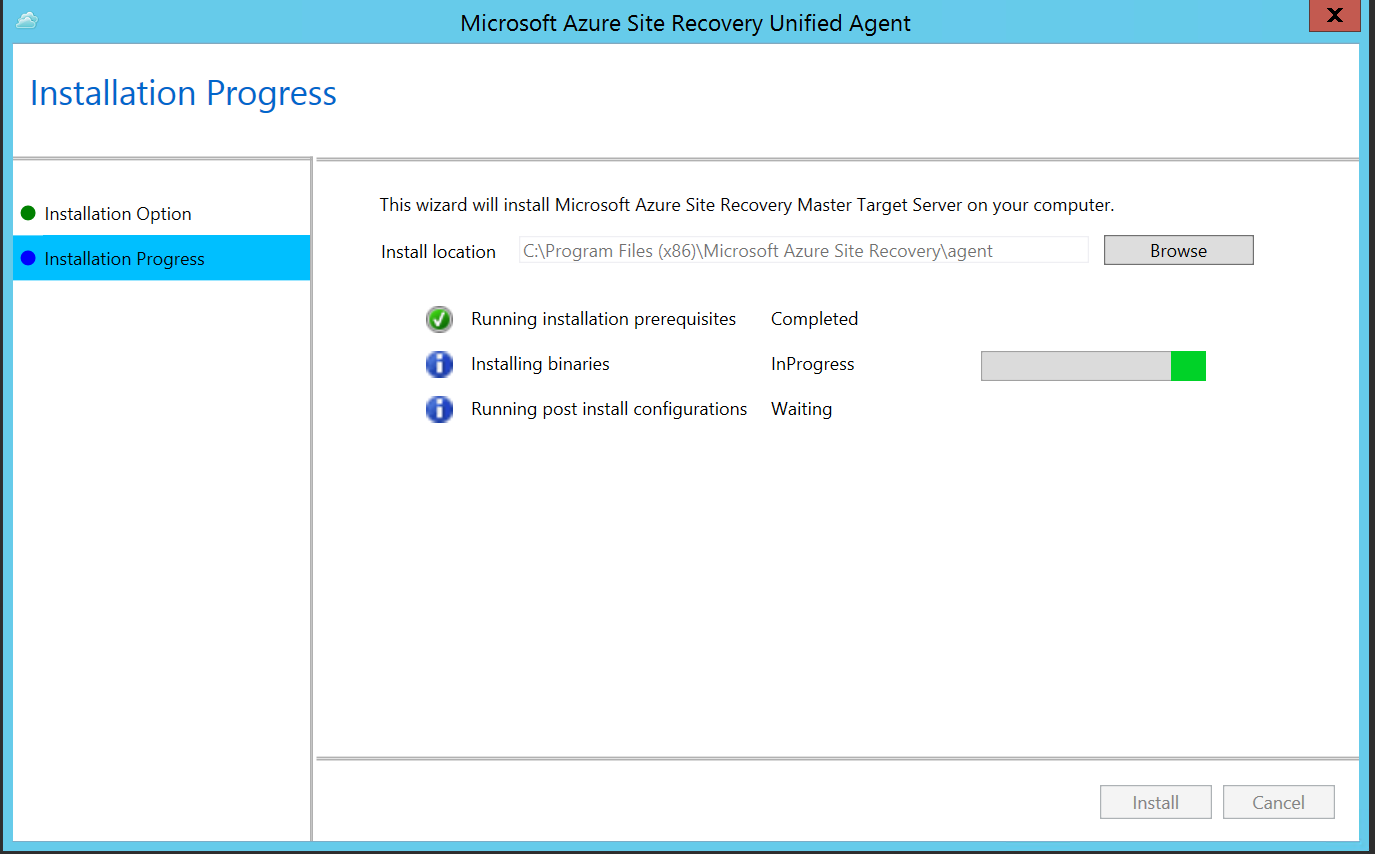 Microsoft Azure Site Recovery Unified Agent
X
Installation Progress
Installation Option
Installation Progress
This wizard will install Microsoft Azure Site Recovery Master Target Server on your computer.
Install location C:\Program Files (x86)\Microsoft Azure Site Recovery\agent Browse
Running installation prerequisites Completed
Installing binaries InProgress
Running post install configurations Waiting
Install Cancel